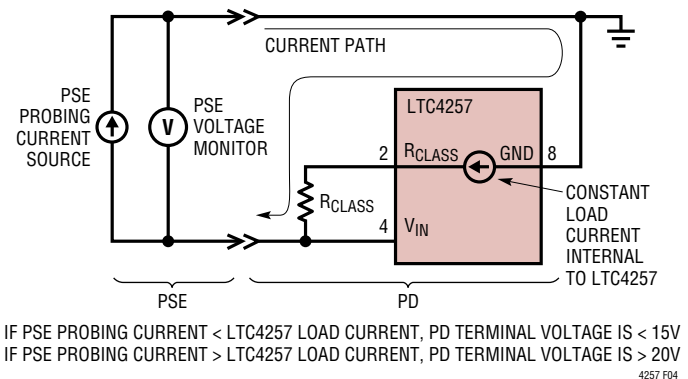 CURRENT PATH
PSE
PROBING
CURRENT
SOURCE
V
PSE
VOLTAGE
MONITOR
LTC4257
2
RCLASS
GND
8
RCLASS
4
VIN
CONSTANT
LOAD
CURRENT
INTERNAL
TO LTC4257
PSE
PD
IF PSE PROBING CURRENT < LTC4257 LOAD CURRENT, PD TERMINAL VOLTAGE IS < 15V
IF PSE PROBING CURRENT > LTC4257 LOAD CURRENT, PD TERMINAL VOLTAGE IS > 20V
4257 F04